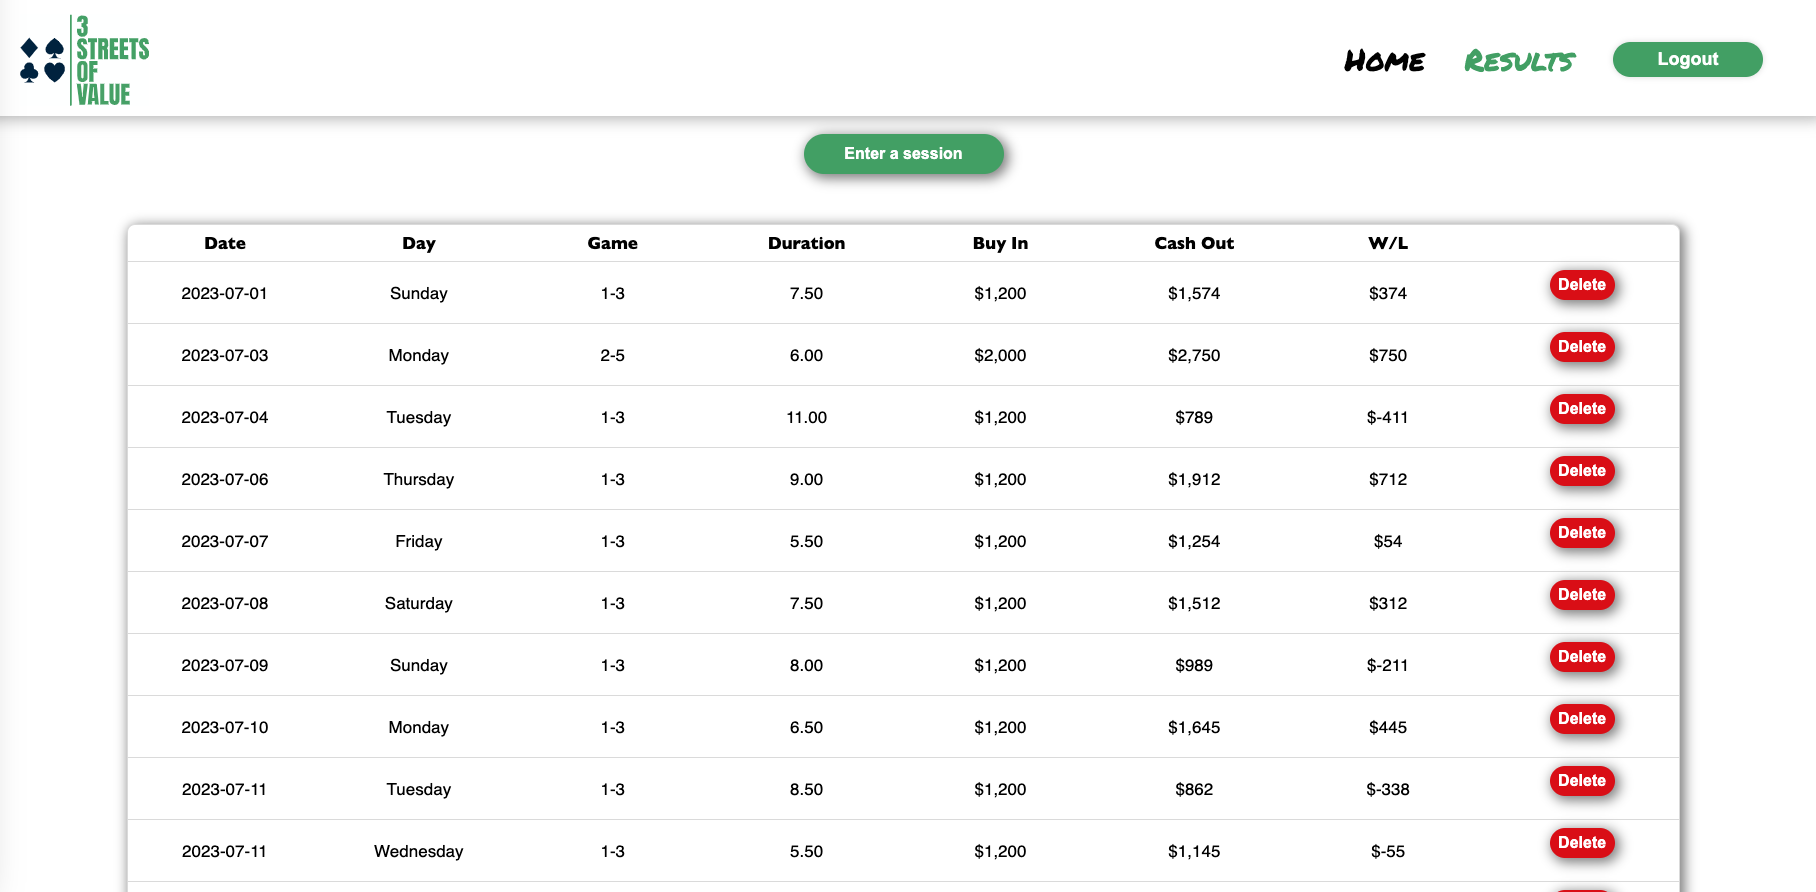 3
STREETS
OF
VALUE
Home Results Logout
Enter a session
Date Day Game Duration Buy In Cash Out W/L
2023-07-01 Sunday 1-3 7.50 $1,200 $1,574 $374 Delete
2023-07-03 Monday 2-5 6.00 $2,000 $2,750 $750 Delete
2023-07-04 Tuesday 1-3 11.00 $1,200 $789 $-411 Delete
2023-07-06 Thursday 1-3 9.00 $1,200 $1,912 $712 Delete
2023-07-07 Friday 1-3 5.50 $1,200 $1,254 $54 Delete
2023-07-08 Saturday 1-3 7.50 $1,200 $1,512 $312 Delete
2023-07-09 Sunday 1-3 8.00 $1,200 $989 $-211 Delete
2023-07-10 Monday 1-3 6.50 $1,200 $1,645 $445 Delete
2023-07-11 Tuesday 1-3 8.50 $1,200 $862 $-338 Delete
2023-07-11 Wednesday 1-3 5.50 $1,200 $1,145 $-55 Delete